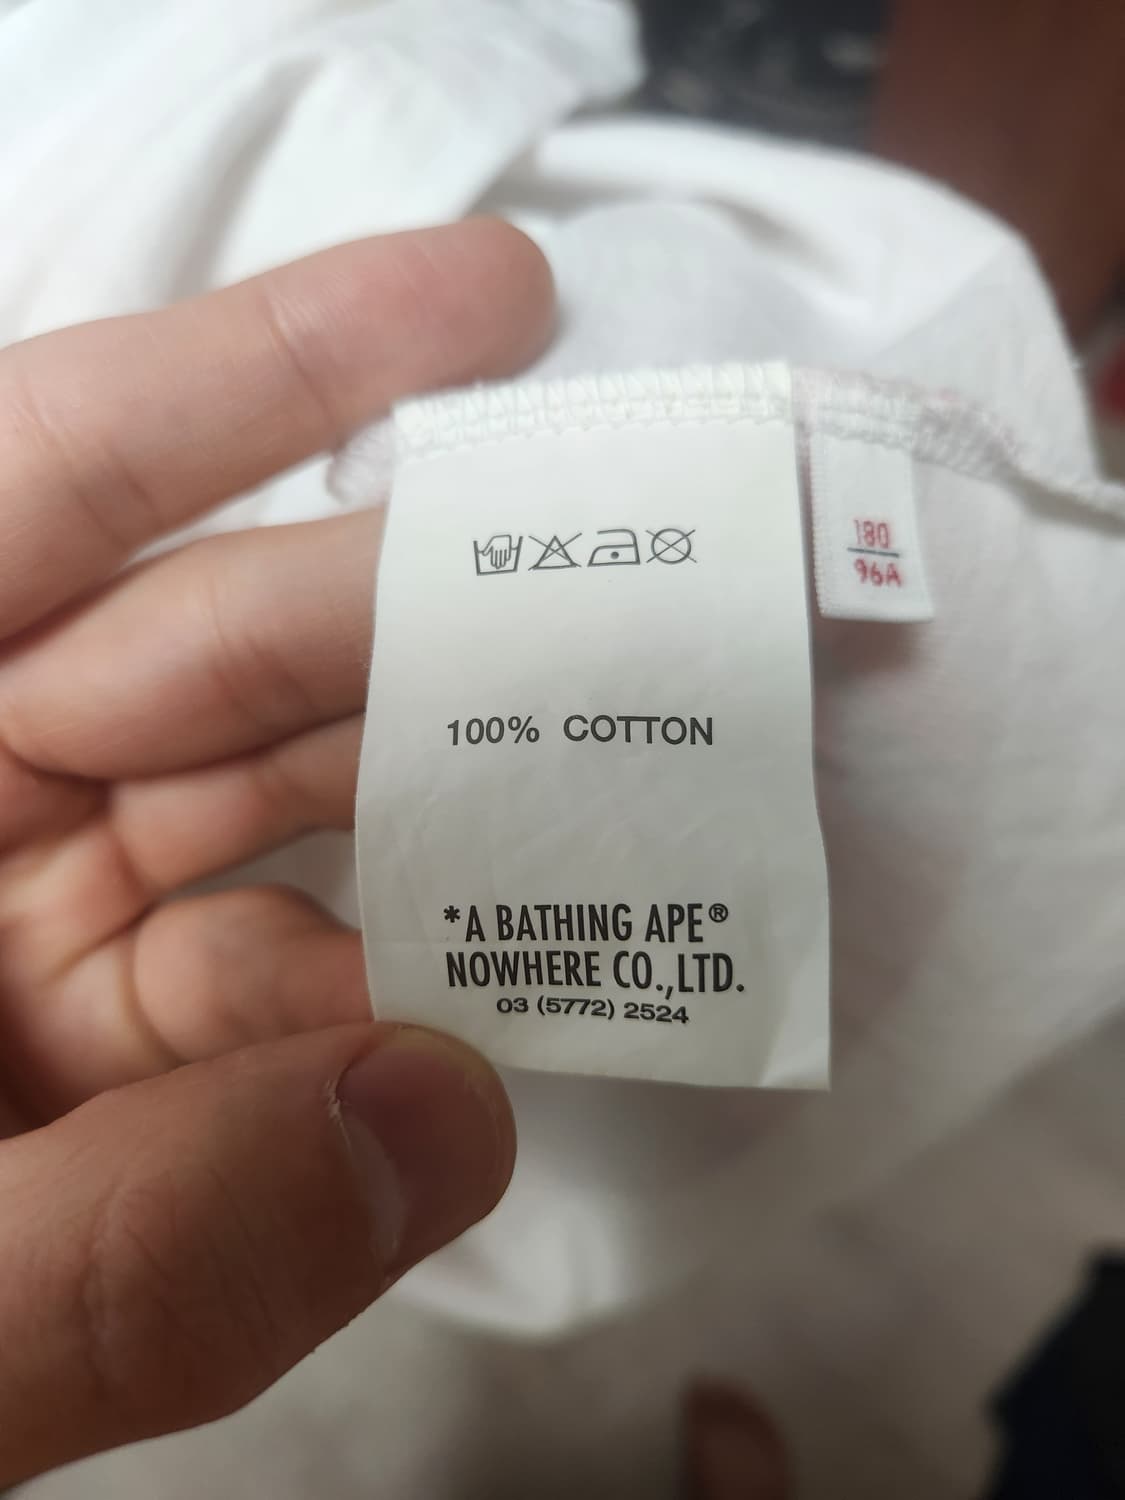 180
96A
100% COTTON
*A BATHING APE®
NOWHERE CO.,LTD.
03 (5772) 2524